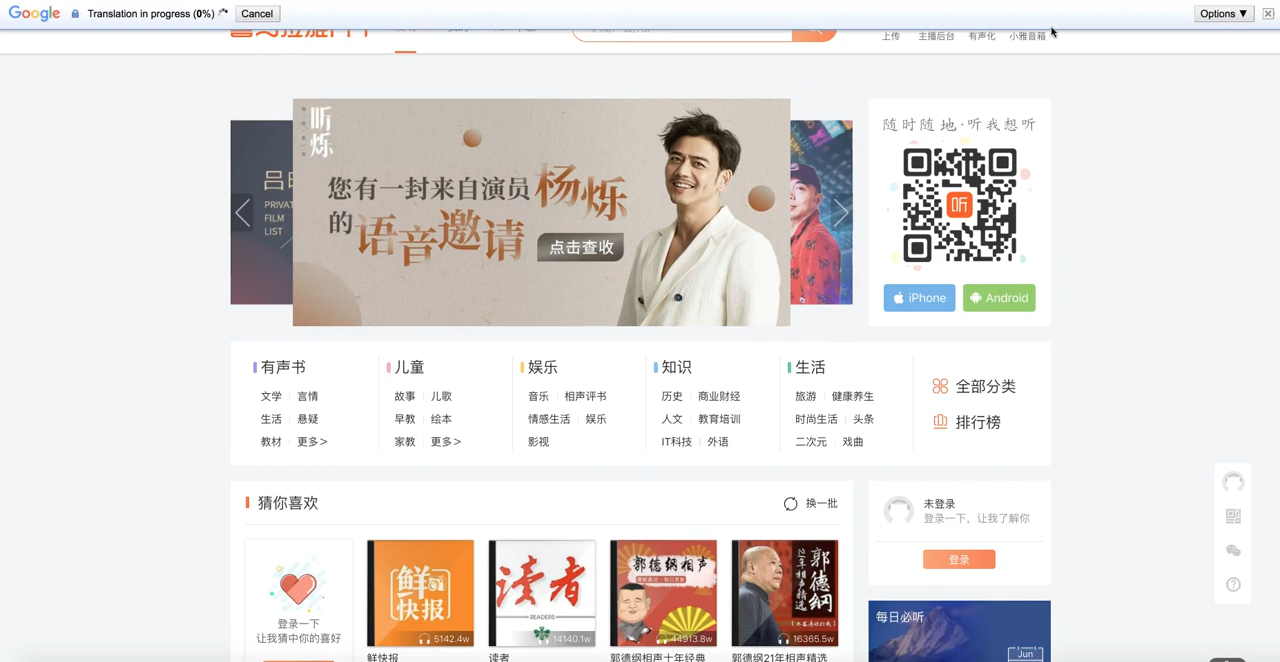 Google Translation in progress (0%) Cancel Options ▼
上传 主播后台 有声化 小雅音箱
听烁
您有一封来自演员杨烁
的语音邀请 点击查收
PRIVAT
FILM
LIST
随时随地·听我想听
听
iPhone Android
有声书
文学 言情
生活 悬疑
教材 更多>
儿童
故事 儿歌
早教 绘本
家教 更多>
娱乐
音乐 相声评书
情感生活 娱乐
影视
知识
历史 商业财经
人文 教育培训
IT科技 外语
生活
旅游 健康养生
时尚生活 头条
二次元 戏曲
全部分类
排行榜
猜你喜欢 换一批
登录一下
让我猜中你的喜好
鲜快报
5142.4w
鲜快报
读者
READERS
14140.1w
读者
郭德纲相声
44913.8w
郭德纲相声十年经典
郭德纲
21年相声精选
16365.5w
郭德纲21年相声精选
未登录
登录一下，让我了解你
登录
每日必听
Jun